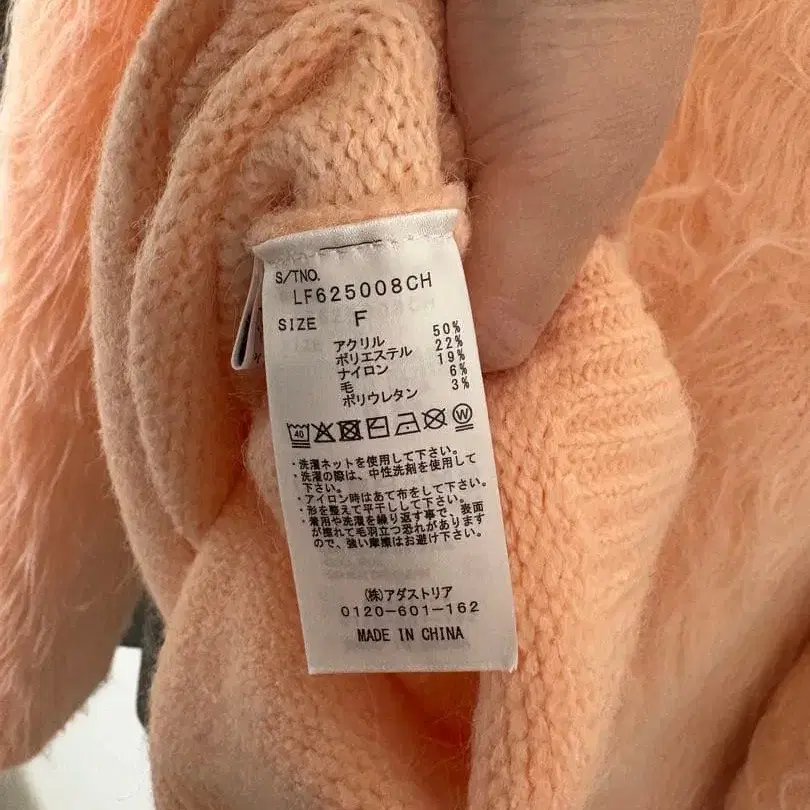 S/TNO.
LF625008CH
SIZE F
アクリル 50%
ポリエステル 22%
ナイロン 19%
毛 6%
ポリウレタン 3%
40 W
・洗濯ネットを使用して下さい。
・洗濯の際は、中性洗剤を使用して
下さい。
・アイロン時はあて布をして下さい。
・形を整えて平干しして下さい。
・着用や洗濯を繰り返す事で、表面
が擦れて毛羽立つ恐れがあります
ので、強い摩擦はお避け下さい。
(株)アダストリア
0120-601-162
MADE IN CHINA